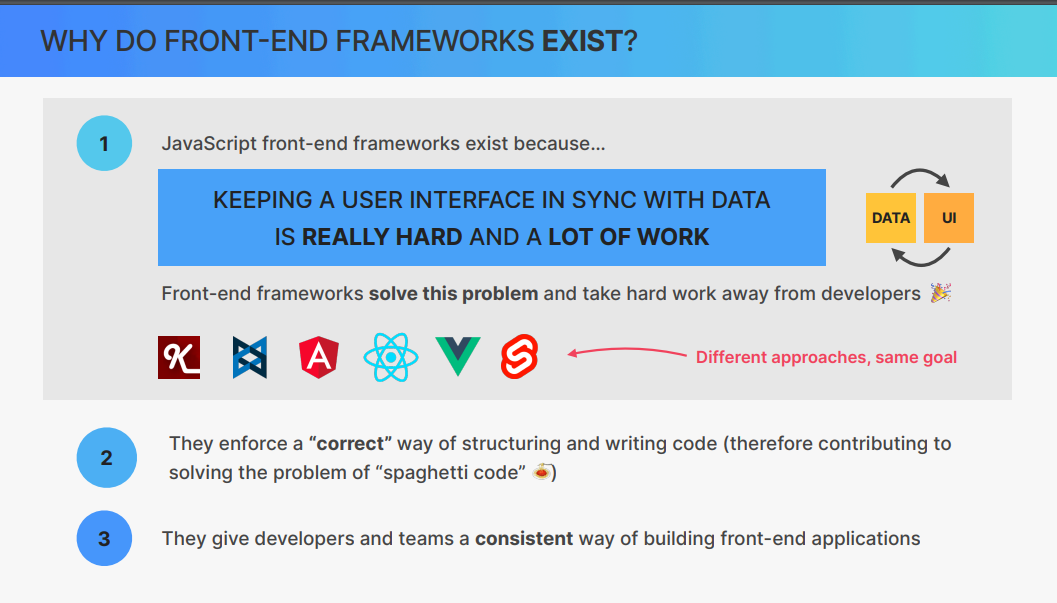 WHY DO FRONT-END FRAMEWORKS EXIST?
1
JavaScript front-end frameworks exist because...
KEEPING A USER INTERFACE IN SYNC WITH DATA
IS REALLY HARD AND A LOT OF WORK
DATA
UI
Front-end frameworks solve this problem and take hard work away from developers 🎉
Different approaches, same goal
2
They enforce a “correct” way of structuring and writing code (therefore contributing to
solving the problem of “spaghetti code” 🍝)
3
They give developers and teams a consistent way of building front-end applications